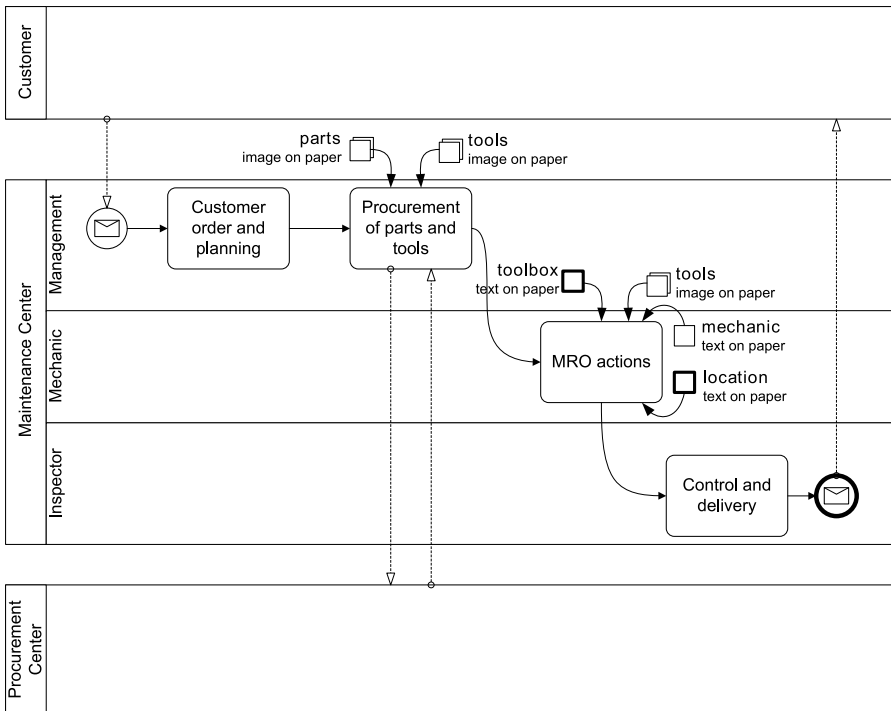 Customer
parts
image on paper
tools
image on paper
Maintenance Center
Management
Customer
order and
planning
Procurement
of parts and
tools
toolbox
text on paper
tools
image on paper
Mechanic
MRO actions
mechanic
text on paper
location
text on paper
Inspector
Control and
delivery
Procurement
Center